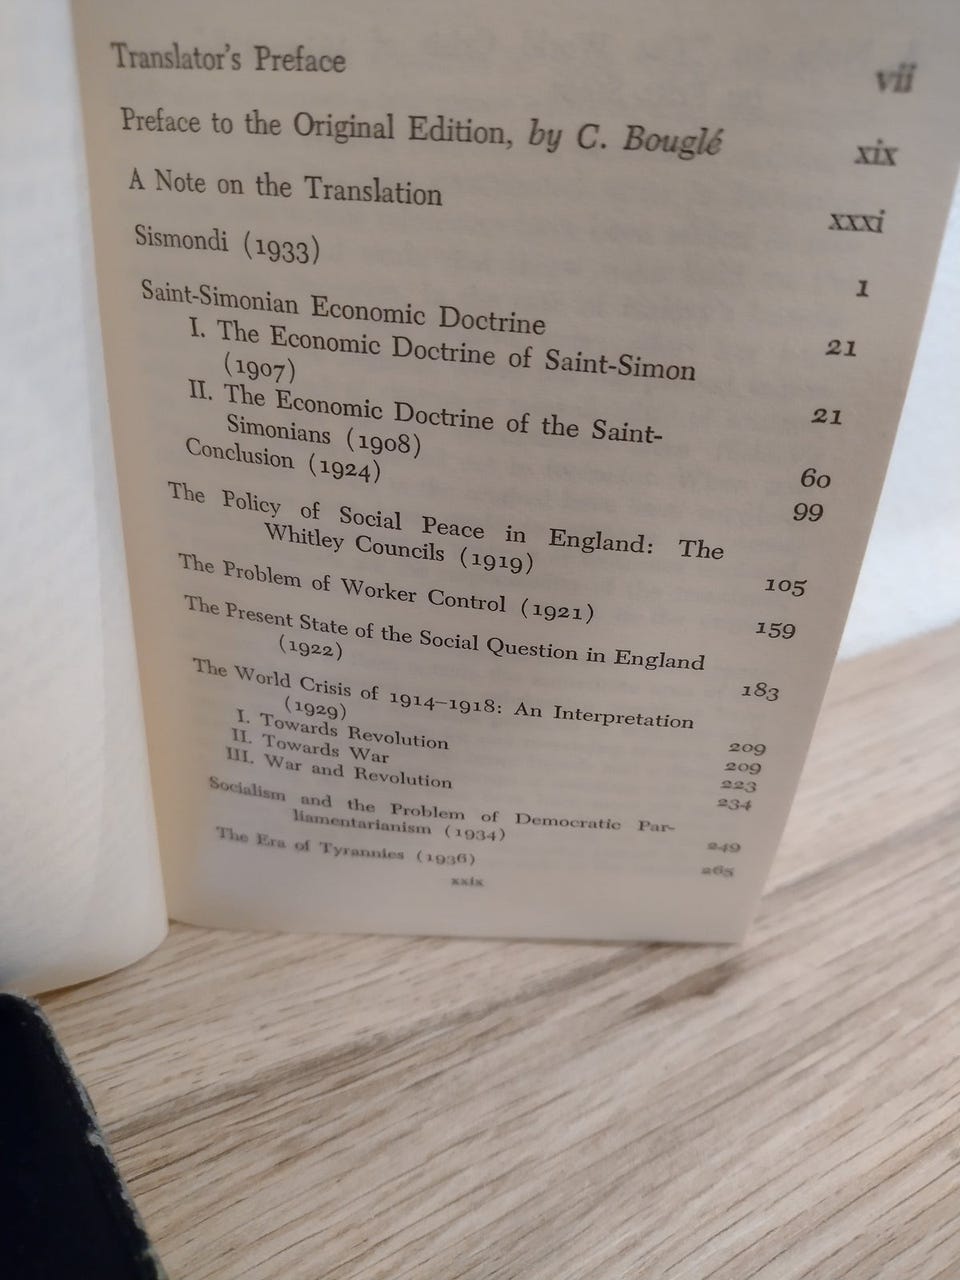 Translator's Preface vii
Preface to the Original Edition, by C. Bouglé xix
A Note on the Translation xxxi
Sismondi (1933) 1
Saint-Simonian Economic Doctrine 21
I. The Economic Doctrine of Saint-Simon
(1907) 21
II. The Economic Doctrine of the Saint-
Simonians (1908) 60
Conclusion (1924) 99
The Policy of Social Peace in England: The
Whitley Councils (1919) 105
The Problem of Worker Control (1921) 159
The Present State of the Social Question in England
(1922) 183
The World Crisis of 1914–1918: An Interpretation
(1929) 209
I. Towards Revolution 209
II. Towards War 223
III. War and Revolution 234
Socialism and the Problem of Democratic Par-
liamentarianism (1934) 249
The Era of Tyrannies (1936) 265
xxix